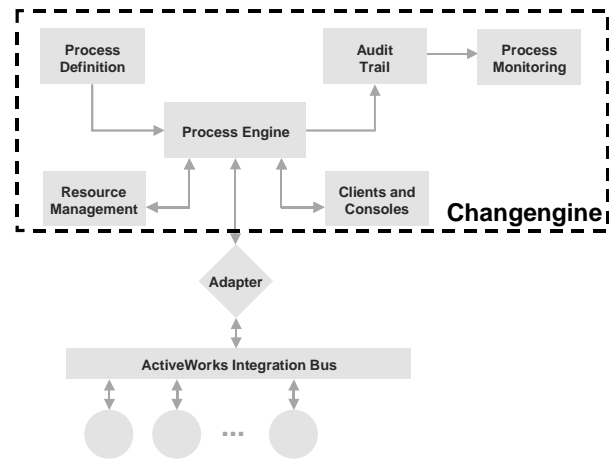 Process
Definition
Audit
Trail
Process
Monitoring
Process Engine
Resource
Management
Clients and
Consoles
Changengine
Adapter
ActiveWorks Integration Bus
...